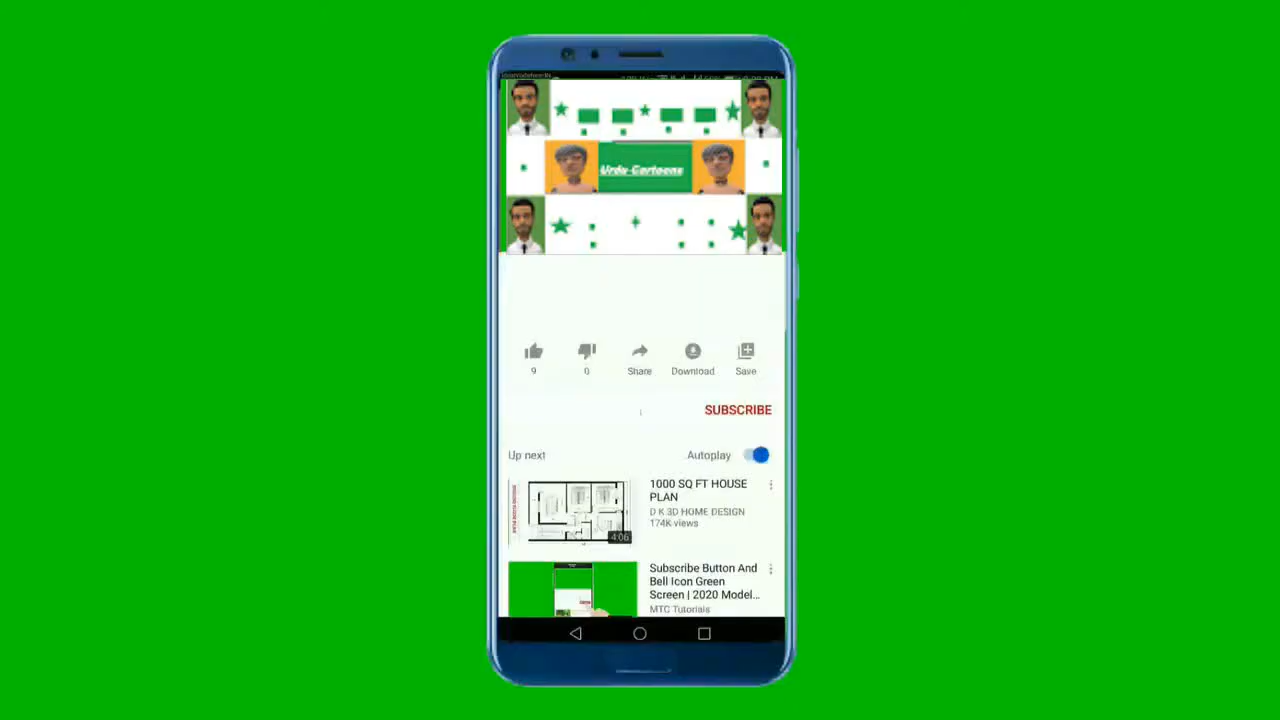 Urdu Cartoons
9
0
Share
Download
Save
SUBSCRIBE
Up next
Autoplay
1000 SQ FT HOUSE
PLAN
D K 3D HOME DESIGN
174K views
4:06
Subscribe Button And
Bell Icon Green
Screen | 2020 Model...
MTC Tutorials